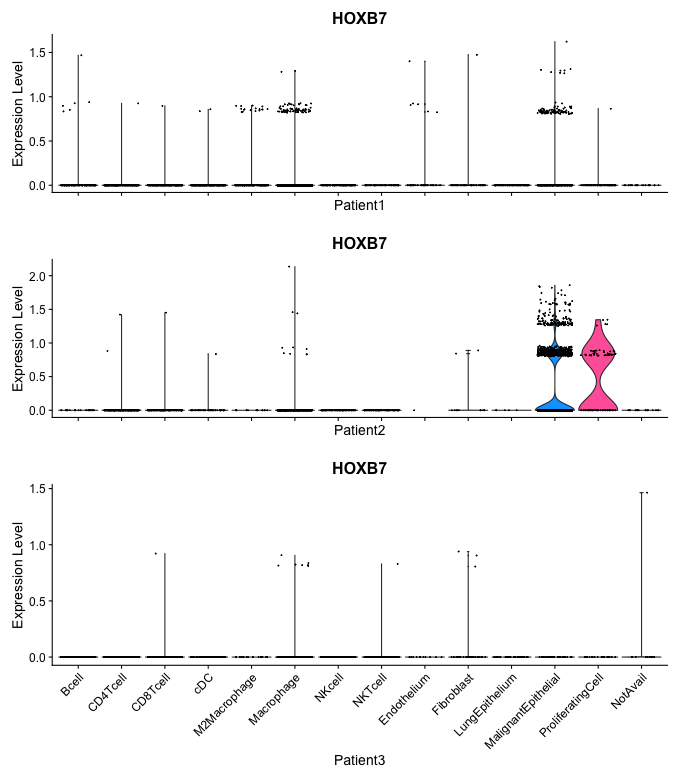 HOXB7
Expression Level
1.5
1.0
0.5
0.0
Patient1
HOXB7
Expression Level
2.0
1.5
1.0
0.5
0.0
Patient2
HOXB7
Expression Level
1.5
1.0
0.5
0.0
Bcell
CD4Tcell
CD8Tcell
cDC
M2Macrophage
Macrophage
NKcell
NKTcell
Endothelium
Fibroblast
LungEpithelium
MalignantEpithelial
ProliferatingCell
NotAvail
Patient3